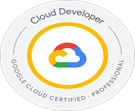 Cloud Developer
GOOGLE CLOUD CERTIFIED • PROFESSIONAL